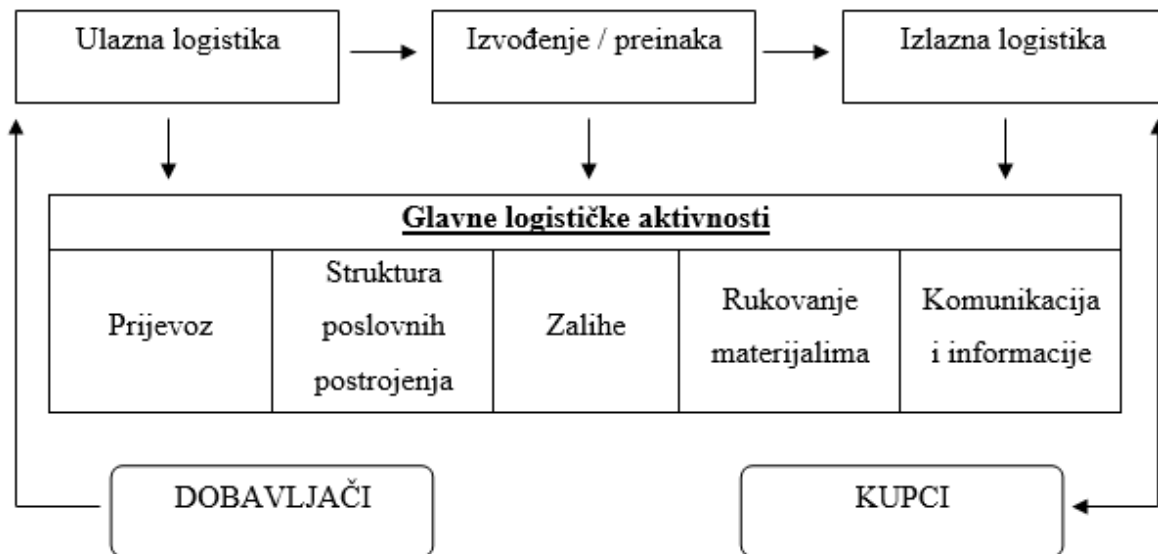 Ulazna logistika
Izvođenje / preinaka
Izlazna logistika
Glavne logističke aktivnosti
Prijevoz
Struktura
poslovnih
postrojenja
Zalihe
Rukovanje
materijalima
Komunikacija
i informacije
DOBAVLJAČI
KUPCI